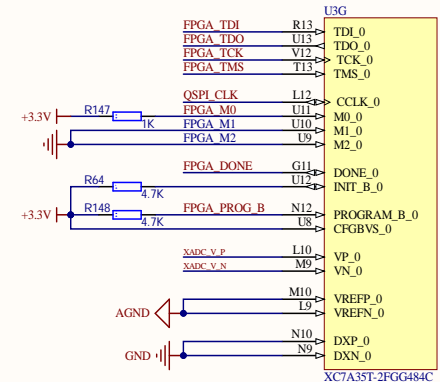 U3G
FPGA_TDI R13 TDI_0
FPGA_TDO U13 TDO_0
FPGA_TCK V12 TCK_0
FPGA_TMS T13 TMS_0
QSPI_CLK L12 CCLK_0
+3.3V R147 1K FPGA_M0 U11 M0_0
FPGA_M1 U10 M1_0
FPGA_M2 U9 M2_0
FPGA_DONE G11 DONE_0
R64 4.7K U12 INIT_B_0
+3.3V R148 4.7K FPGA_PROG_B N12 PROGRAM_B_0
U8 CFGBVS_0
XADC_V_P L10 VP_0
XADC_V_N M9 VN_0
M10 VREFP_0
AGND L9 VREFN_0
N10 DXP_0
GND N9 DXN_0
XC7A35T-2FGG484C